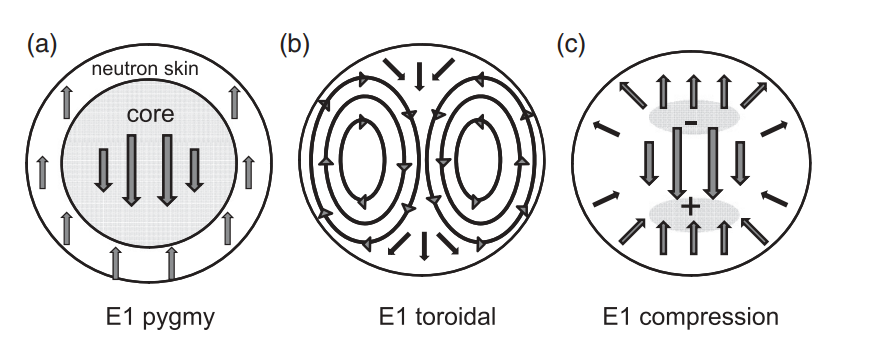 (a)
neutron skin
core
E1 pygmy
(b)
E1 toroidal
(c)
-
+
E1 compression